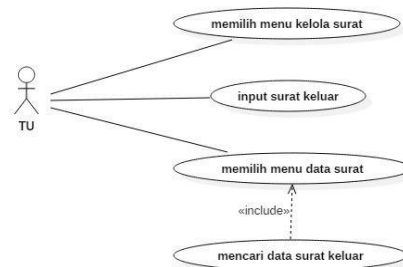 memilih menu kelola surat
input surat keluar
TU
memilih menu data surat
«include»
mencari data surat keluar